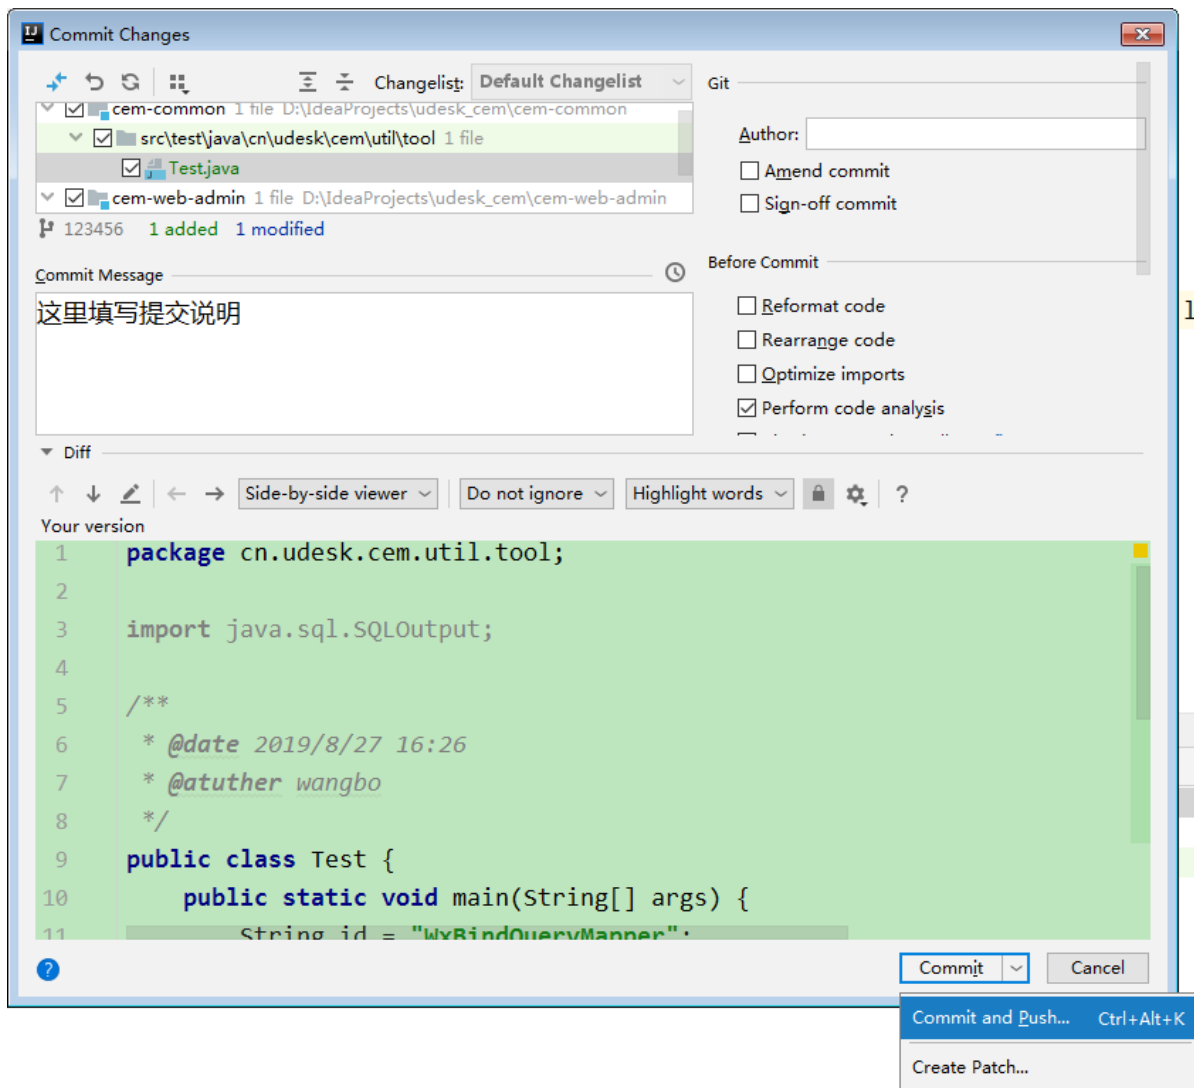 Commit Changes
Changelist: Default Changelist
cem-common 1 file D:\IdeaProjects\udesk_cem\cem-common
src\test\java\cn\udesk\cem\util\tool 1 file
Test.java
cem-web-admin 1 file D:\IdeaProjects\udesk_cem\cem-web-admin
123456 1 added 1 modified
Git
Author:
Amend commit
Sign-off commit
Commit Message
这里填写提交说明
Before Commit
Reformat code
Rearrange code
Optimize imports
Perform code analysis
Diff
Side-by-side viewer Do not ignore Highlight words ?
Your version
1 package cn.udesk.cem.util.tool;
2
3 import java.sql.SQLOutput;
4
5 /**
6 * @date 2019/8/27 16:26
7 * @atuther wangbo
8 */
9 public class Test {
10 public static void main(String[] args) {
11 String id = "WxBindQueryMapper";
? Commit Cancel
Commit and Push... Ctrl+Alt+K
Create Patch...